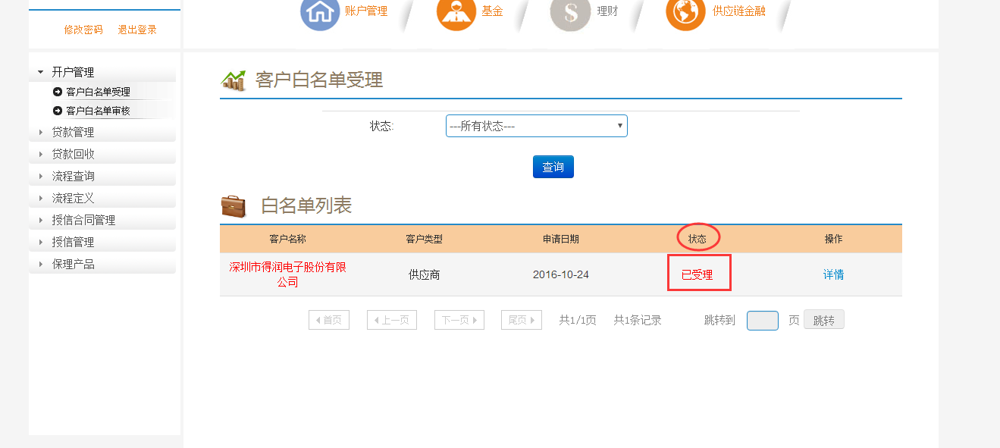 账户管理
基金
理财
供应链金融
修改密码 退出登录
开户管理
客户白名单受理
客户白名单审核
贷款管理
贷款回收
流程查询
流程定义
授信合同管理
授信管理
保理产品
客户白名单受理
状态: ---所有状态---
查询
白名单列表
客户名称 客户类型 申请日期 状态 操作
深圳市得润电子股份有限
公司 供应商 2016-10-24 已受理 详情
首页 上一页 下一页 尾页 共1/1页 共1条记录 跳转到 页 跳转